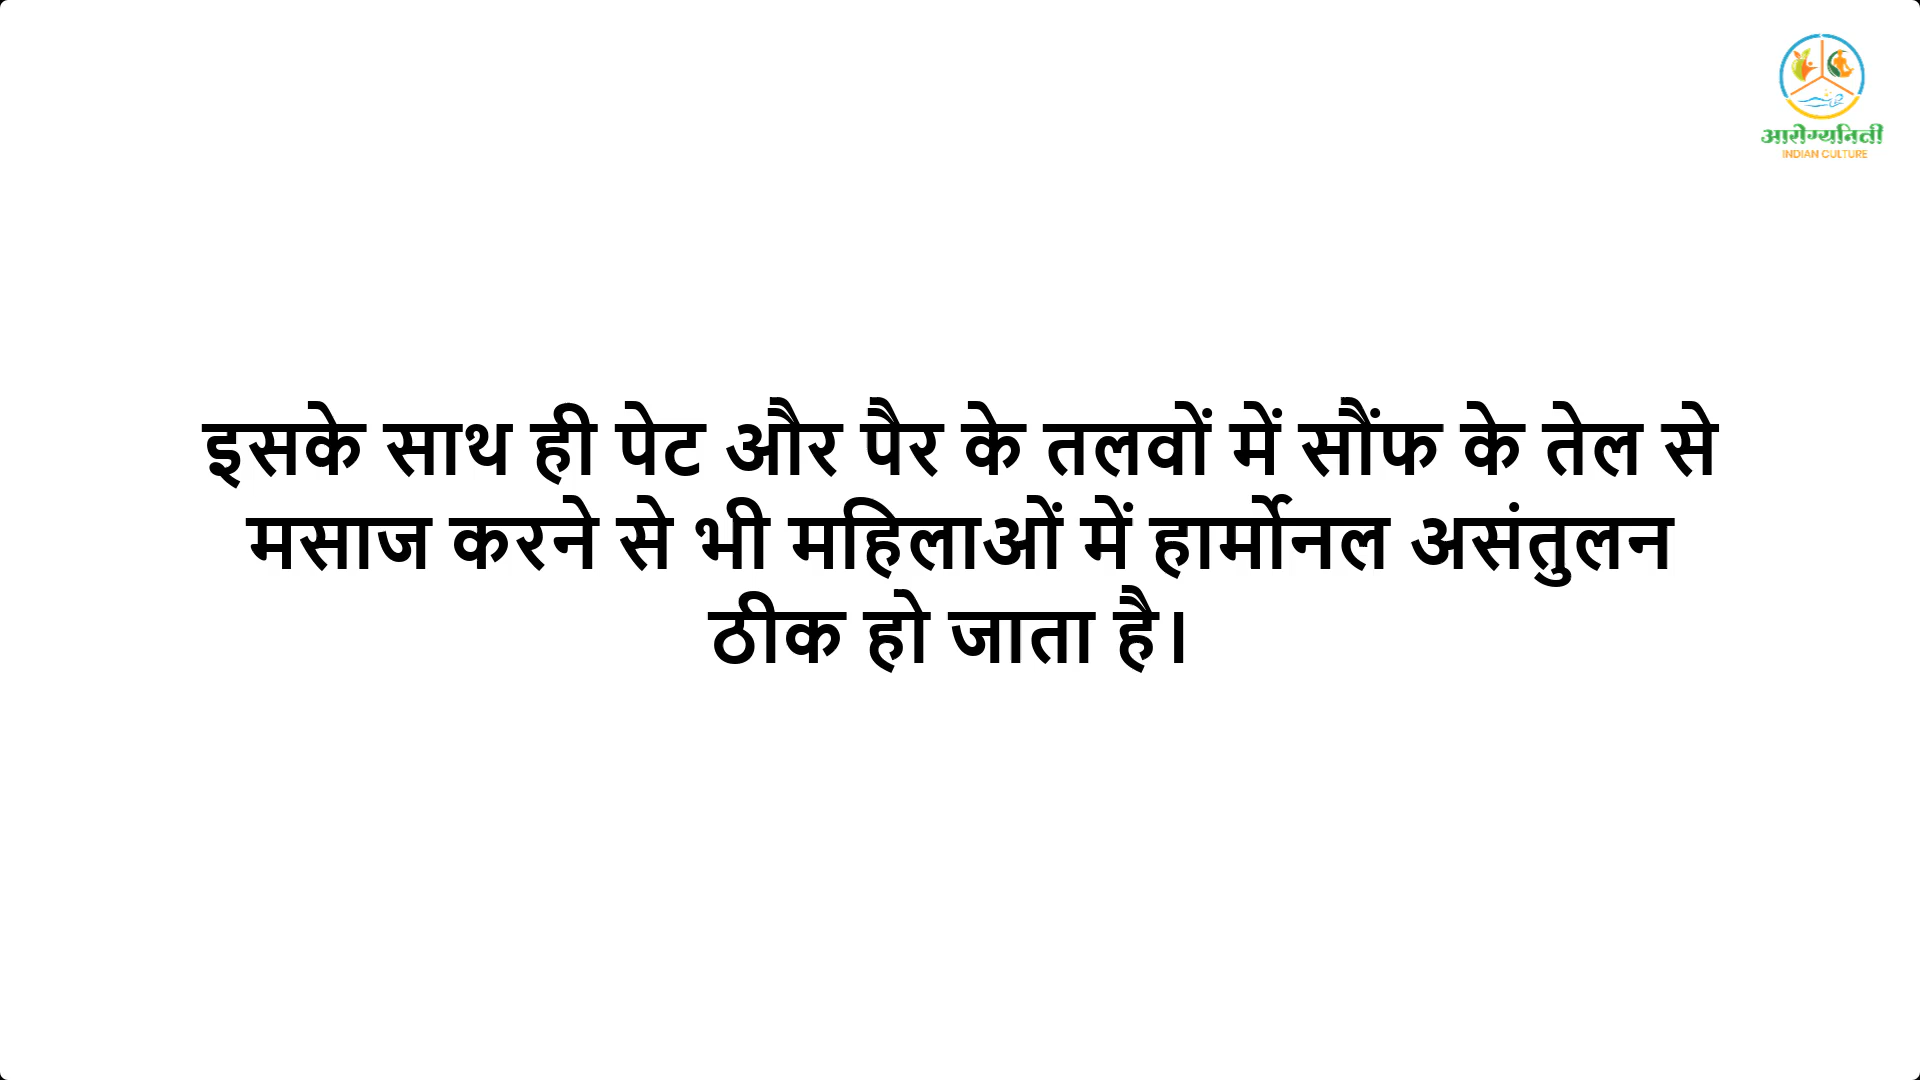 आरोग्यनिती
INDIAN CULTURE
इसके साथ ही पेट और पैर के तलवों में सौंफ के तेल से
मसाज करने से भी महिलाओं में हार्मोनल असंतुलन
ठीक हो जाता है।